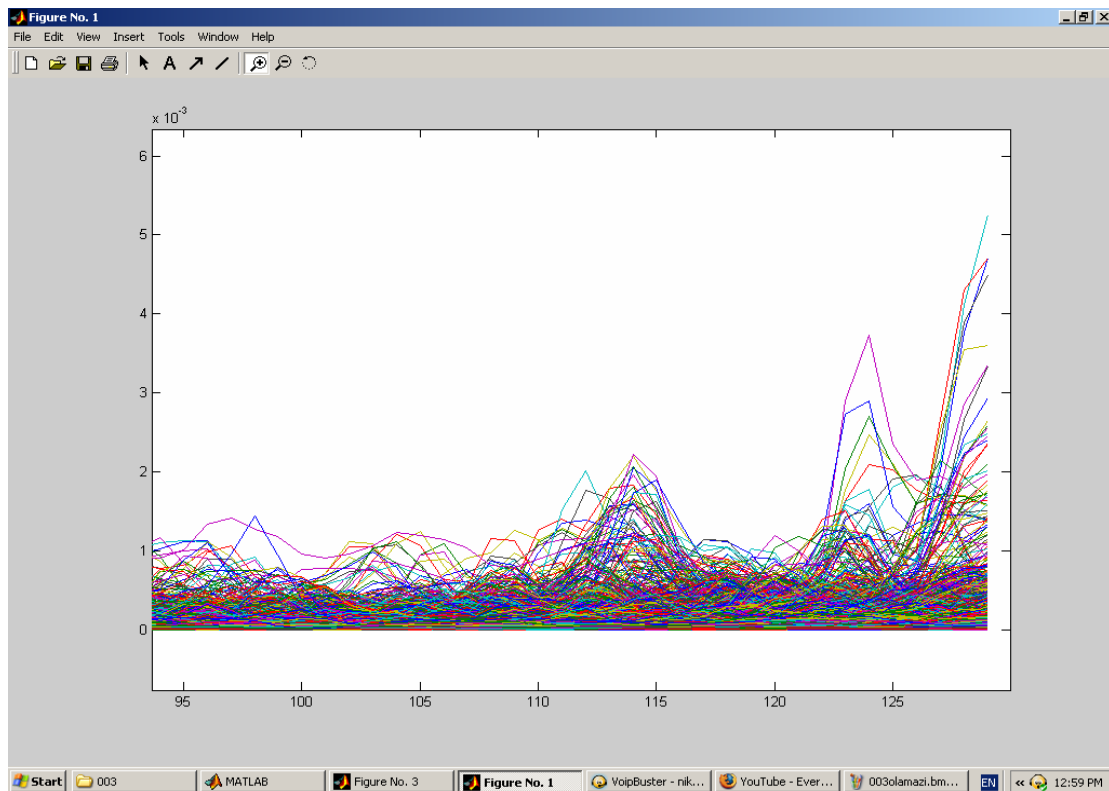 Figure No. 1
File Edit View Insert Tools Window Help
A
x 10-3
6
5
4
3
2
1
0
95 100 105 110 115 120 125
Start 003 MATLAB Figure No. 3 Figure No. 1 VoipBuster - nik... YouTube - Ever... 003olamazi.bm... EN « 12:59 PM